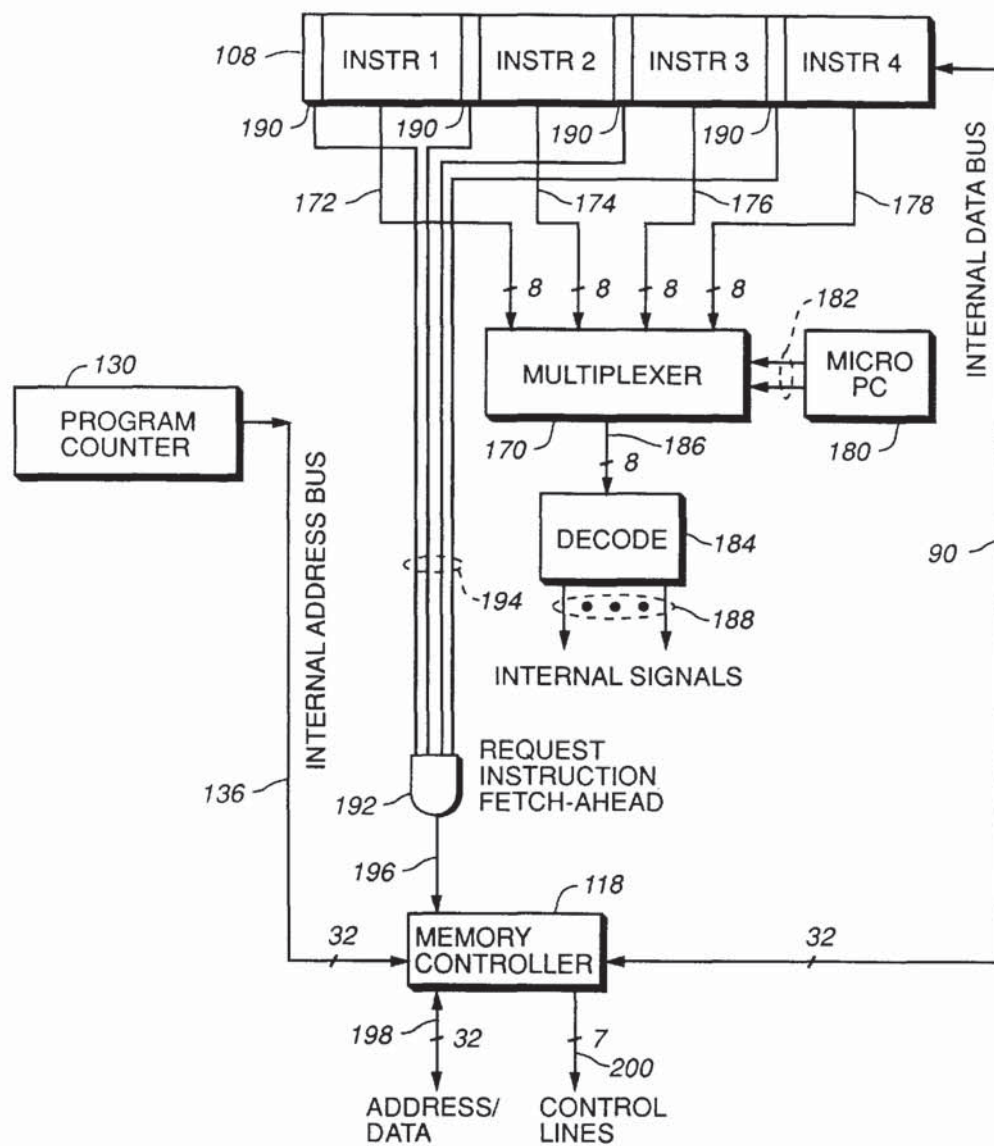 108
INSTR 1
INSTR 2
INSTR 3
INSTR 4
190
190
190
190
172
174
176
178
INTERNAL DATA BUS
8
8
8
8
182
130
PROGRAM
COUNTER
MULTIPLEXER
MICRO
PC
170
186
180
8
INTERNAL ADDRESS BUS
DECODE
184
90
194
188
INTERNAL SIGNALS
136
192
REQUEST
INSTRUCTION
FETCH-AHEAD
196
118
32
MEMORY
CONTROLLER
32
198
32
7
200
ADDRESS/
DATA
CONTROL
LINES